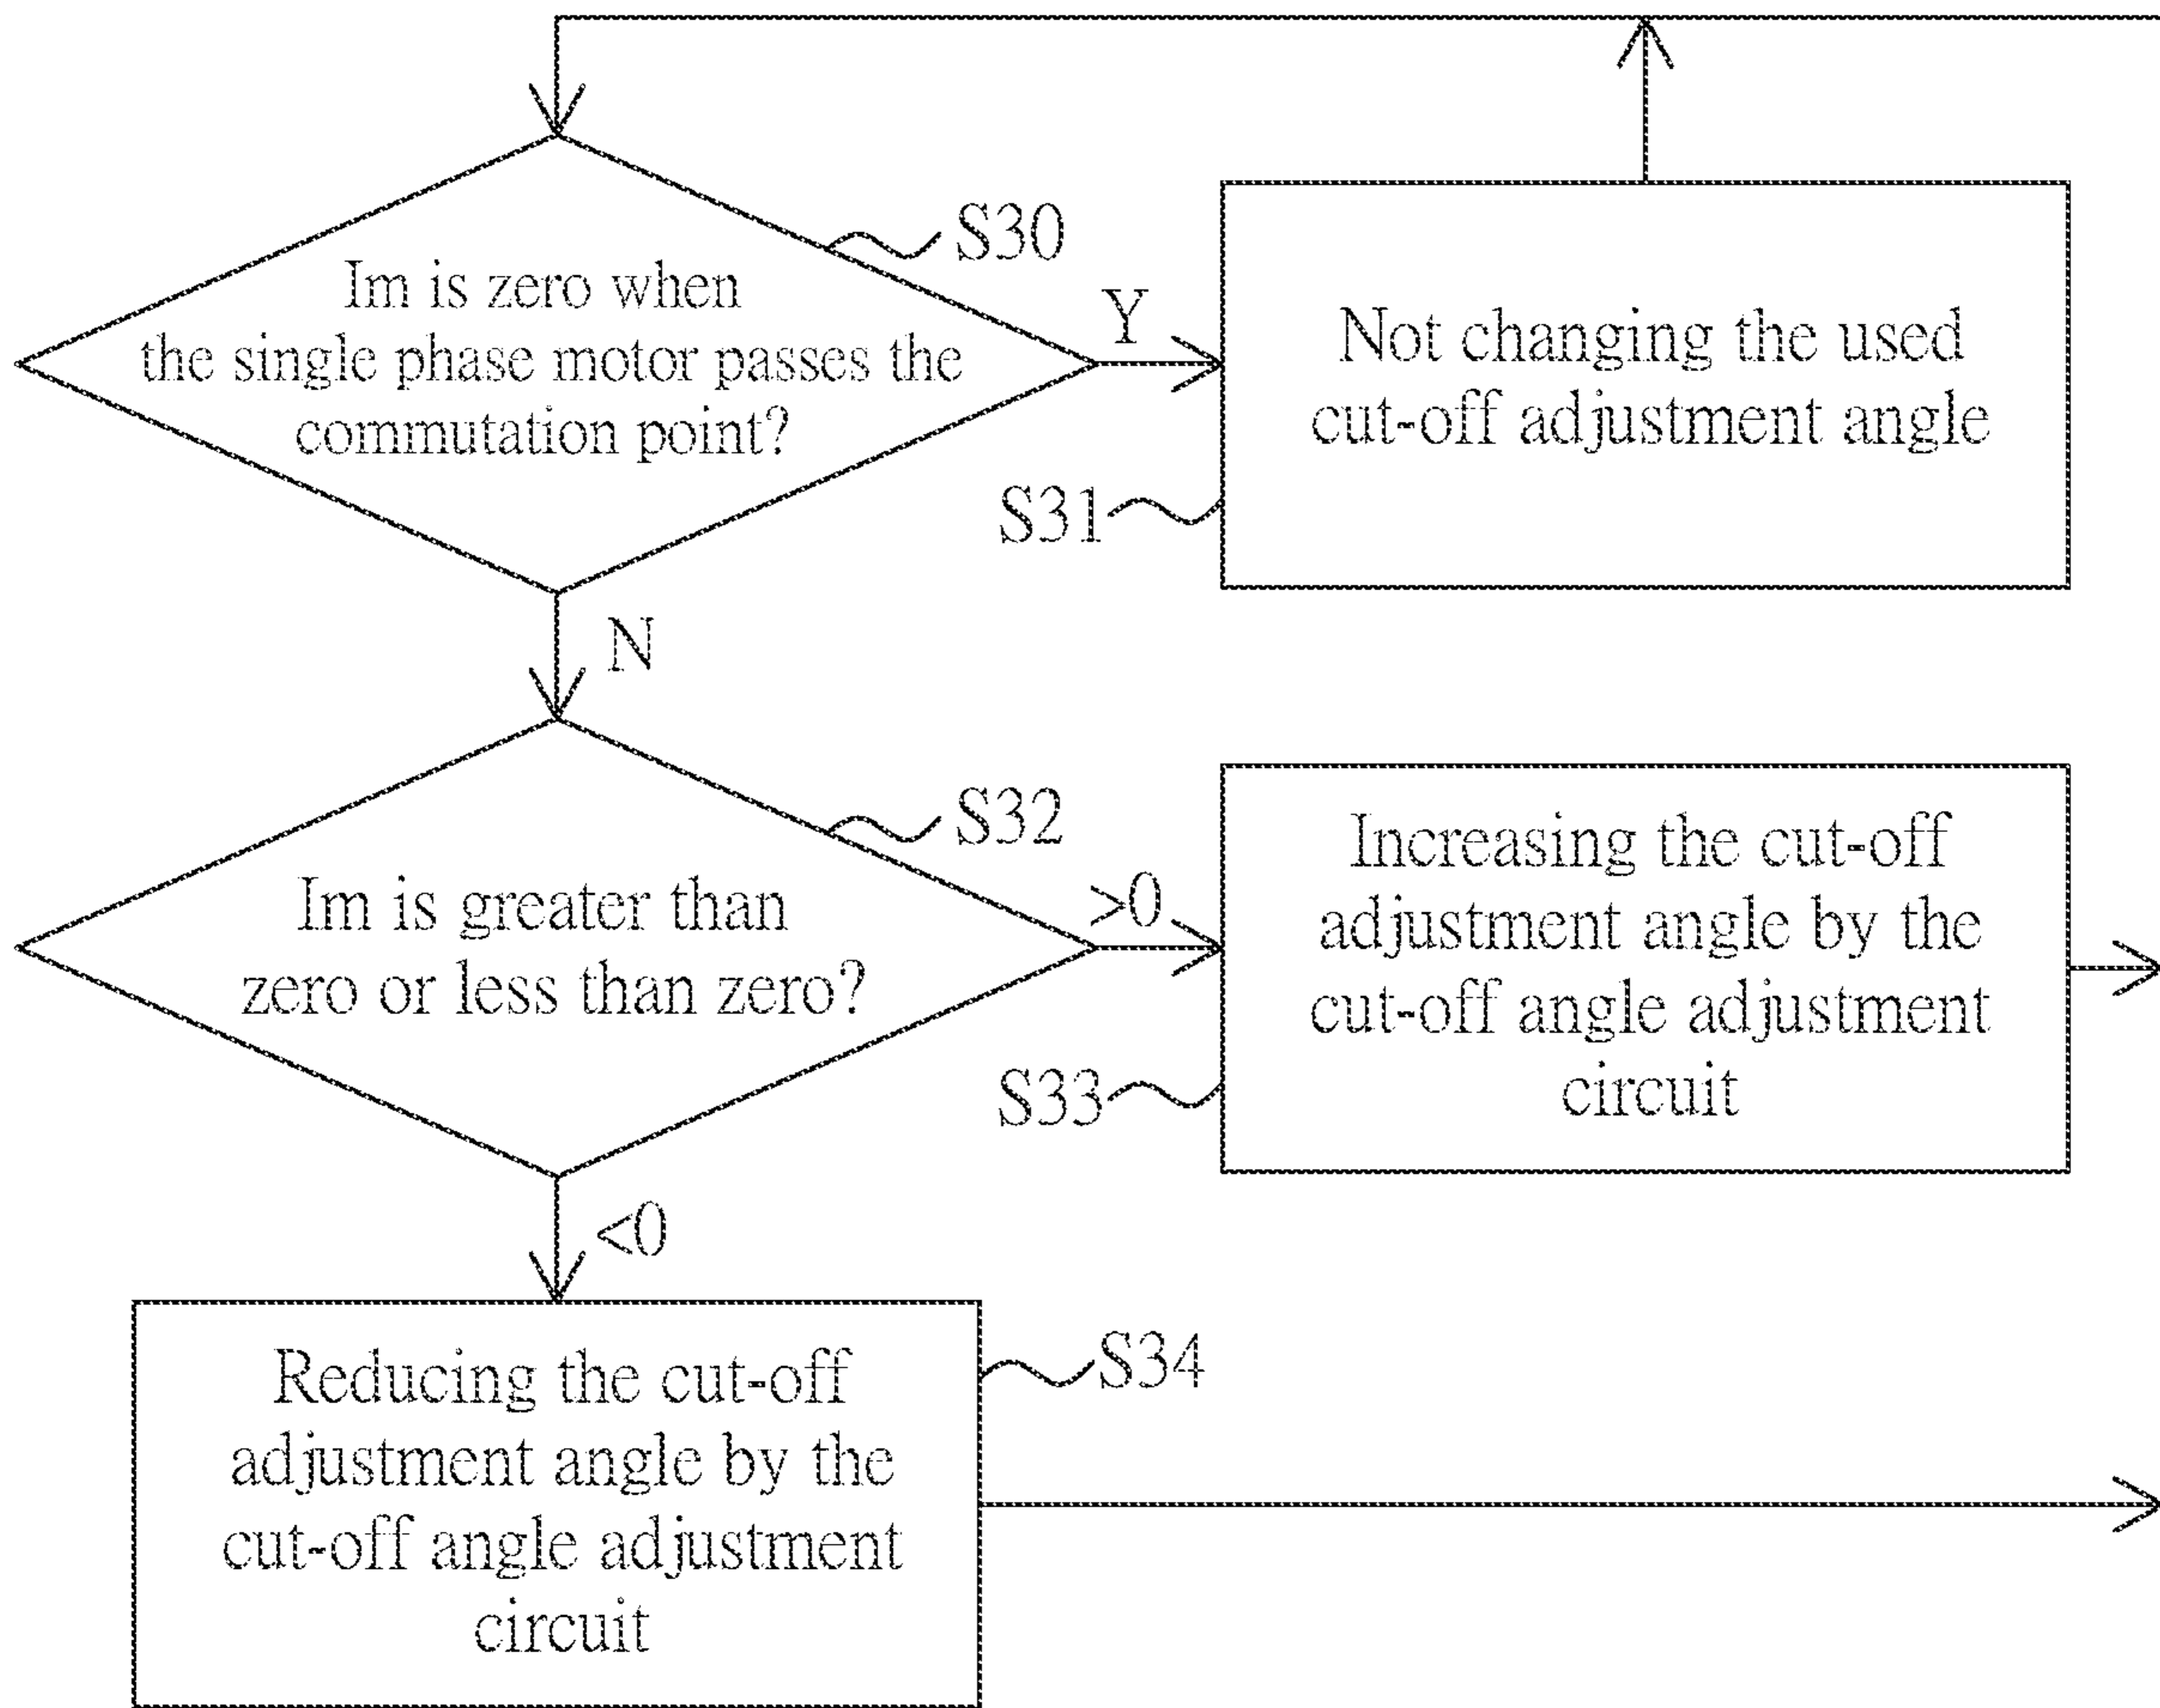 S30
Im is zero when
the single phase motor passes the
commutation point?
Y
Not changing the used
cut-off adjustment angle
S31
N
S32
Im is greater than
zero or less than zero?
>0
Increasing the cut-off
adjustment angle by the
cut-off angle adjustment
circuit
S33
<0
Reducing the cut-off
adjustment angle by the
cut-off angle adjustment
circuit
S34